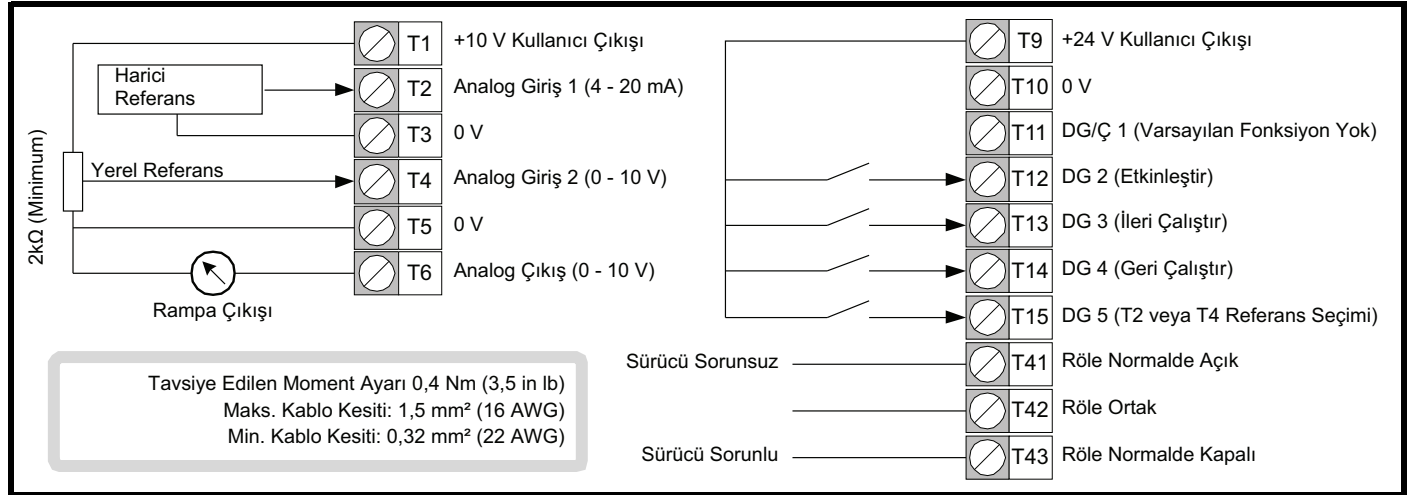 T1 +10 V Kullanıcı Çıkışı
Harici
Referans
T2 Analog Giriş 1 (4 - 20 mA)
T3 0 V
2kΩ (Minimum)
Yerel Referans
T4 Analog Giriş 2 (0 - 10 V)
T5 0 V
T6 Analog Çıkış (0 - 10 V)
Rampa Çıkışı
Tavsiye Edilen Moment Ayarı 0,4 Nm (3,5 in lb)
Maks. Kablo Kesiti: 1,5 mm² (16 AWG)
Min. Kablo Kesiti: 0,32 mm² (22 AWG)
T9 +24 V Kullanıcı Çıkışı
T10 0 V
T11 DG/Ç 1 (Varsayılan Fonksiyon Yok)
T12 DG 2 (Etkinleştir)
T13 DG 3 (İleri Çalıştır)
T14 DG 4 (Geri Çalıştır)
T15 DG 5 (T2 veya T4 Referans Seçimi)
Sürücü Sorunsuz T41 Röle Normalde Açık
T42 Röle Ortak
Sürücü Sorunlu T43 Röle Normalde Kapalı